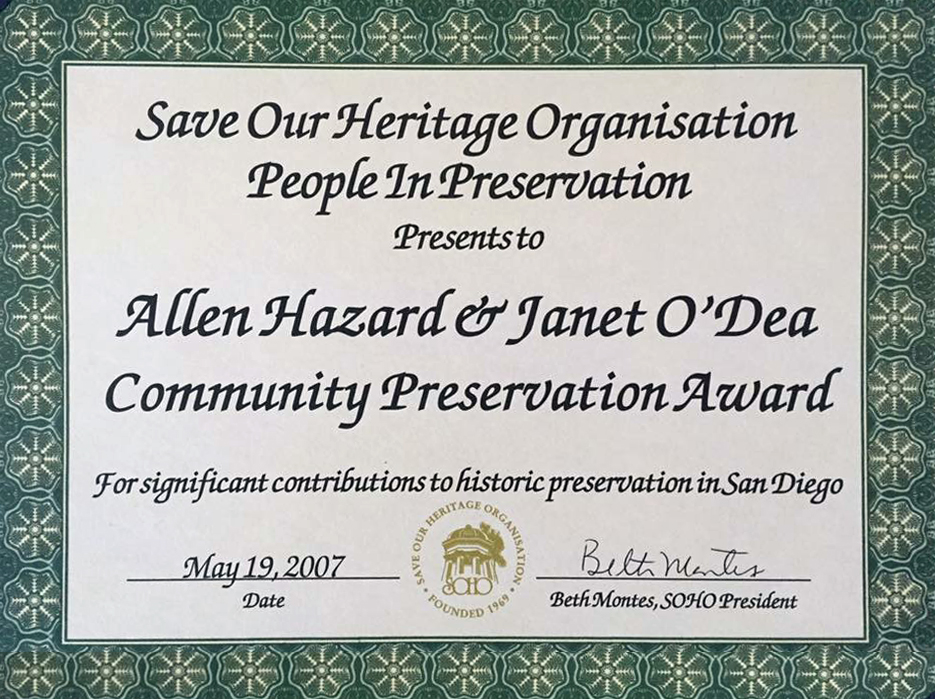 Save Our Heritage Organisation
People In Preservation
Presents to
Allen Hazard & Janet O'Dea
Community Preservation Award
For significant contributions to historic preservation in San Diego
SAVE OUR HERITAGE ORGANISATION
SOHO
FOUNDED 1969
May 19, 2007
Date
Beth Montes
Beth Montes, SOHO President